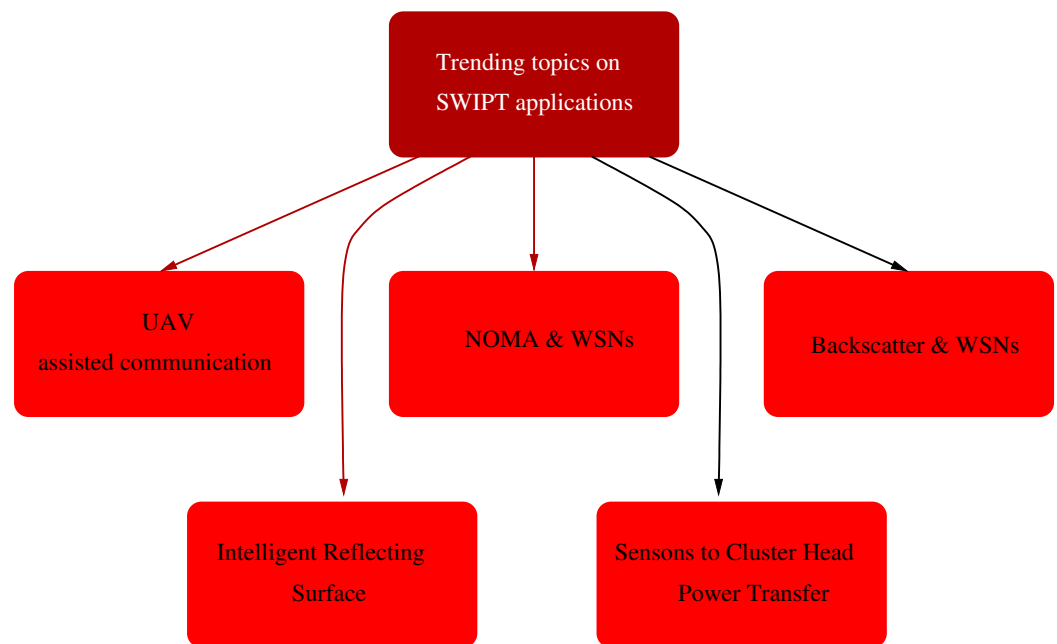 Trending topics on
SWIPT applications
UAV
assisted communication
NOMA & WSNs
Backscatter & WSNs
Intelligent Reflecting
Surface
Sensons to Cluster Head
Power Transfer